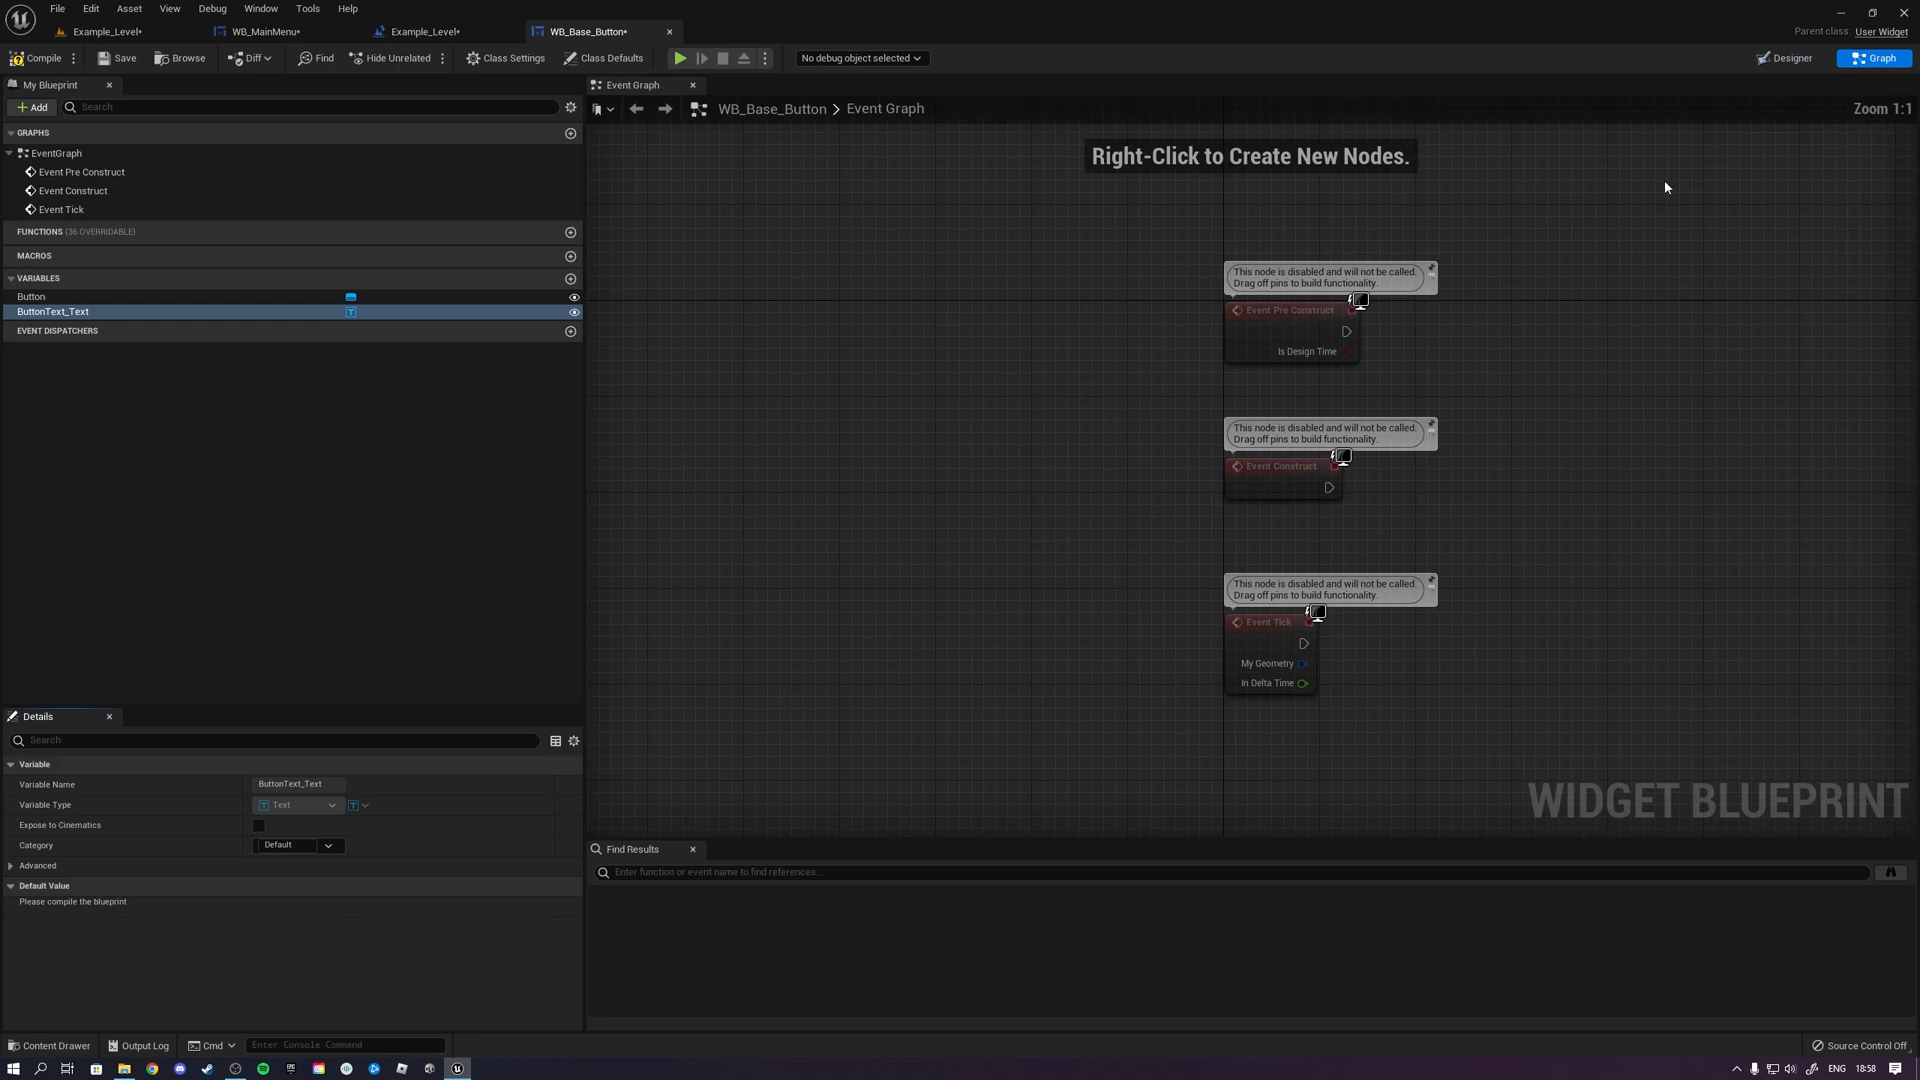 File Edit Asset View Debug Window Tools Help
Example_Level* WB_MainMenu* Example_Level* WB_Base_Button*
Parent class: User Widget
Compile Save Browse Diff Find Hide Unrelated Class Settings Class Defaults No debug object selected Designer Graph
My Blueprint
Event Graph
Add Search
WB_Base_Button > Event Graph
Zoom 1:1
GRAPHS
EventGraph
Event Pre Construct
Event Construct
Event Tick
FUNCTIONS (36 OVERRIDABLE)
MACROS
VARIABLES
Button
ButtonText_Text
EVENT DISPATCHERS
Right-Click to Create New Nodes.
This node is disabled and will not be called.
Drag off pins to build functionality.
Event Pre Construct
Is Design Time
This node is disabled and will not be called.
Drag off pins to build functionality.
Event Construct
This node is disabled and will not be called.
Drag off pins to build functionality.
Event Tick
My Geometry
In Delta Time
WIDGET BLUEPRINT
Details
Search
Variable
Variable Name ButtonText_Text
Variable Type Text
Expose to Cinematics
Category Default
Advanced
Default Value
Please compile the blueprint
Find Results
Enter function or event name to find references...
Content Drawer Output Log Cmd Enter Console Command Source Control Off
ENG 18:58